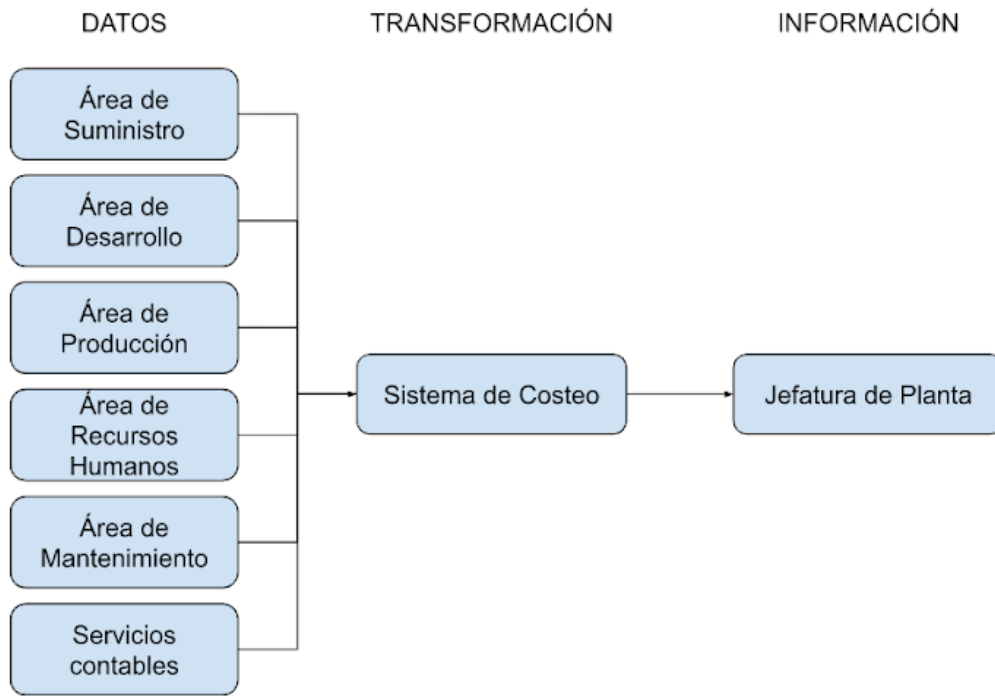 DATOS
TRANSFORMACIÓN
INFORMACIÓN
Área de
Suministro
Área de
Desarrollo
Área de
Producción
Área de
Recursos
Humanos
Área de
Mantenimiento
Servicios
contables
Sistema de Costeo
Jefatura de Planta